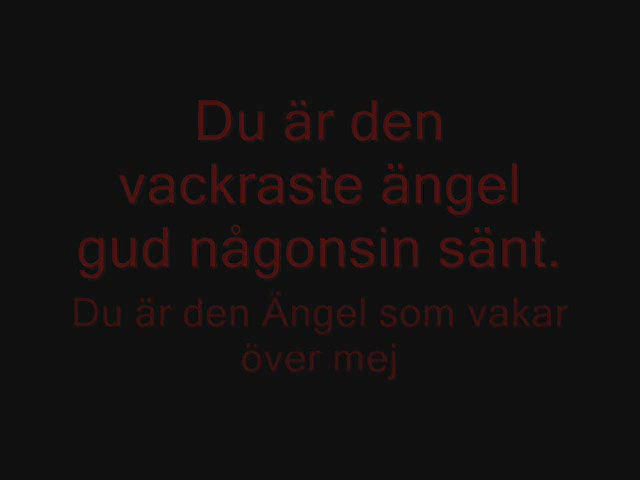 Du är den
vackraste ängel
gud någonsin sänt.
Du är den Ängel som vakar
över mej